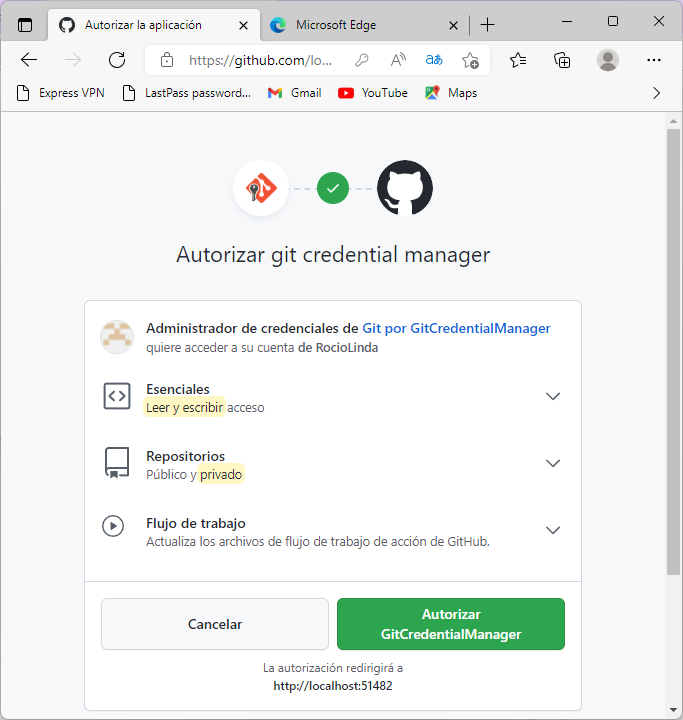 Autorizar la aplicación
Microsoft Edge
https://github.com/lo...
Express VPN
LastPass password...
Gmail
YouTube
Maps
Autorizar git credential manager
Administrador de credenciales de Git por GitCredentialManager
quiere acceder a su cuenta de RocioLinda
Esenciales
Leer y escribir acceso
Repositorios
Público y privado
Flujo de trabajo
Actualiza los archivos de flujo de trabajo de acción de GitHub.
Cancelar
Autorizar
GitCredentialManager
La autorización redirigirá a
http://localhost:51482